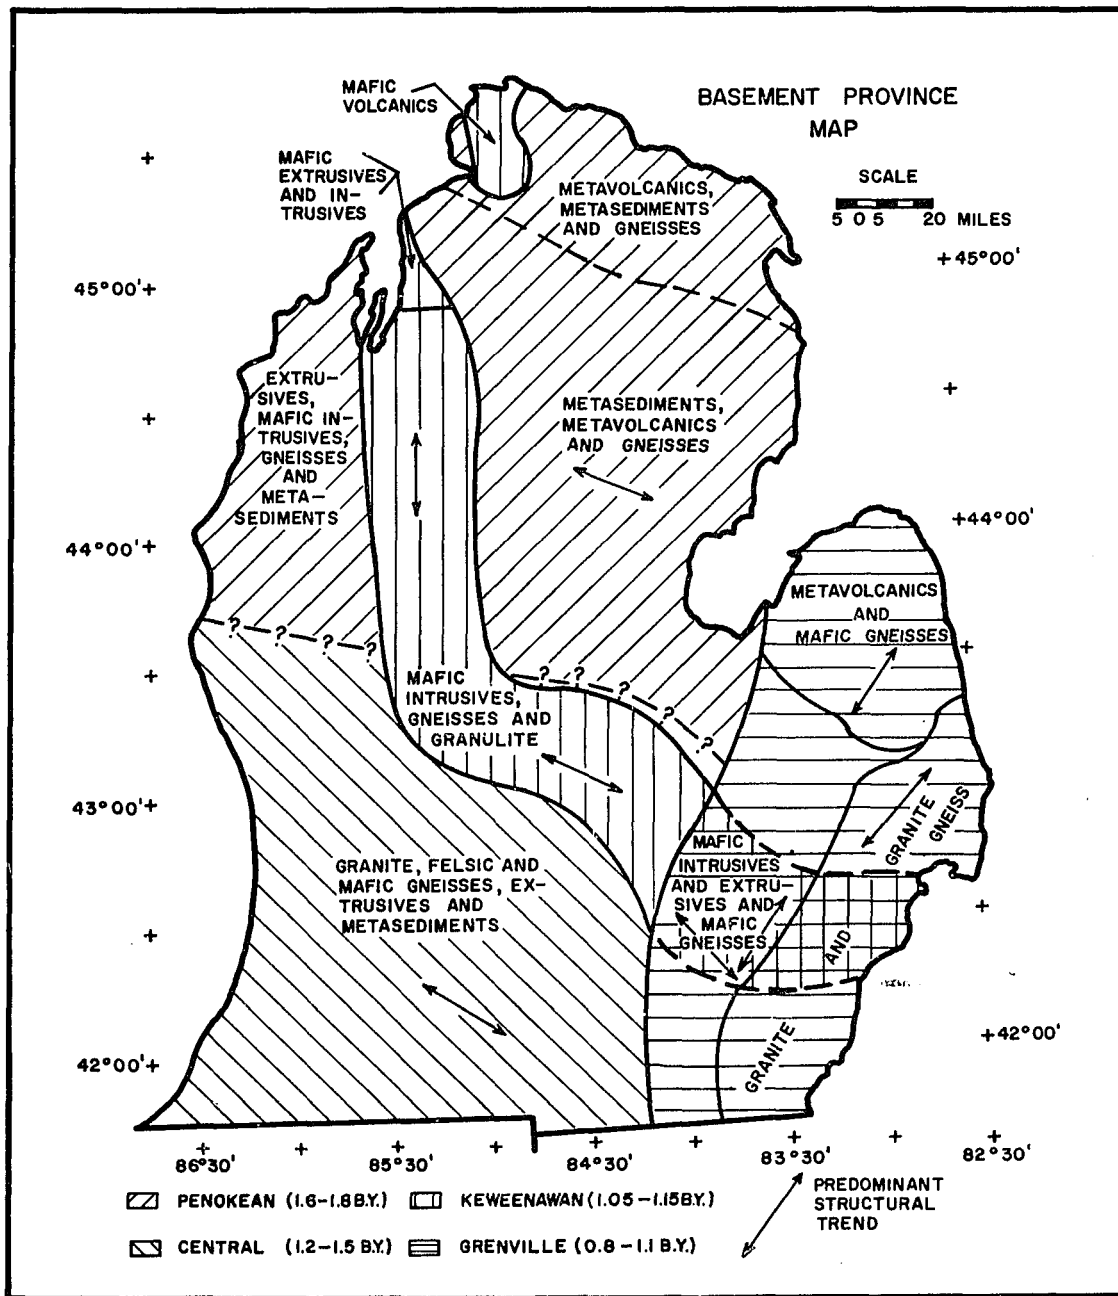 BASEMENT PROVINCE
MAP
SCALE
5 0 5 20 MILES
MAFIC
VOLCANICS
MAFIC
EXTRUSIVES
AND IN-
TRUSIVES
METAVOLCANICS,
METASEDIMENTS
AND GNEISSES
+45°00'
45°00'+
EXTRU-
SIVES,
MAFIC IN-
TRUSIVES,
GNEISSES
AND
META-
SEDIMENTS
METASEDIMENTS,
METAVOLCANICS
AND GNEISSES
+44°00'
44°00'+
METAVOLCANICS
AND
MAFIC GNEISSES
? ? ? ?
? ? ? ? ?
MAFIC
INTRUSIVES,
GNEISSES AND
GRANULITE
43°00'+
GRANITE
GNEISS
MAFIC
INTRUSIVES
AND EXTRU-
SIVES AND
MAFIC
GNEISSES
GRANITE, FELSIC AND
MAFIC GNEISSES, EX-
TRUSIVES AND
METASEDIMENTS
AND
GRANITE
+42°00'
42°00'+
86°30'
85°30'
84°30'
83°30'
82°30'
PENOKEAN (1.6-1.8B.Y.)
KEWEENAWAN (1.05-1.15B.Y.)
CENTRAL (1.2-1.5 B.Y.)
GRENVILLE (0.8-1.1 B.Y.)
PREDOMINANT
STRUCTURAL
TREND